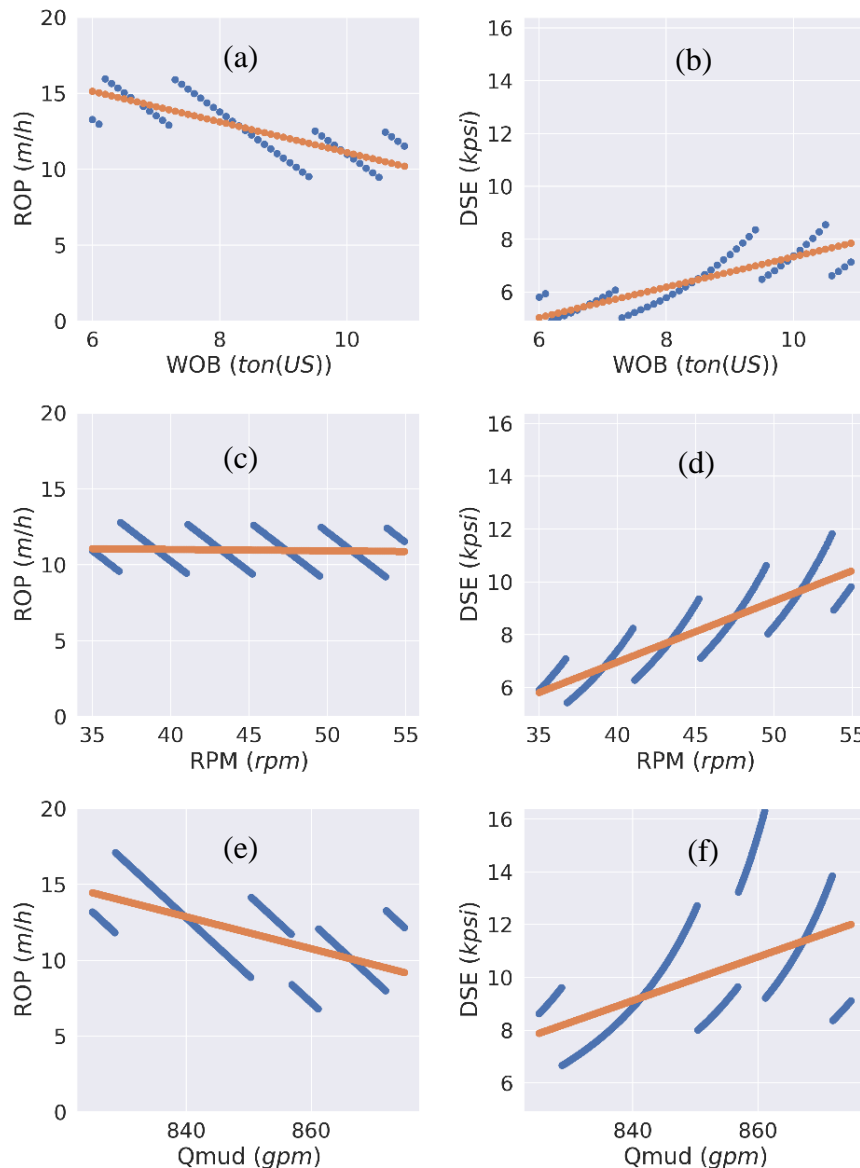 20
15
10
5
0
ROP (m/h)
(a)
6
8
10
WOB (ton(US))
16
14
12
10
8
6
DSE (kpsi)
(b)
6
8
10
WOB (ton(US))
20
15
10
5
0
ROP (m/h)
(c)
35
40
45
50
55
RPM (rpm)
16
14
12
10
8
6
DSE (kpsi)
(d)
35
40
45
50
55
RPM (rpm)
20
15
10
5
0
ROP (m/h)
(e)
840
860
Qmud (gpm)
16
14
12
10
8
6
DSE (kpsi)
(f)
840
860
Qmud (gpm)